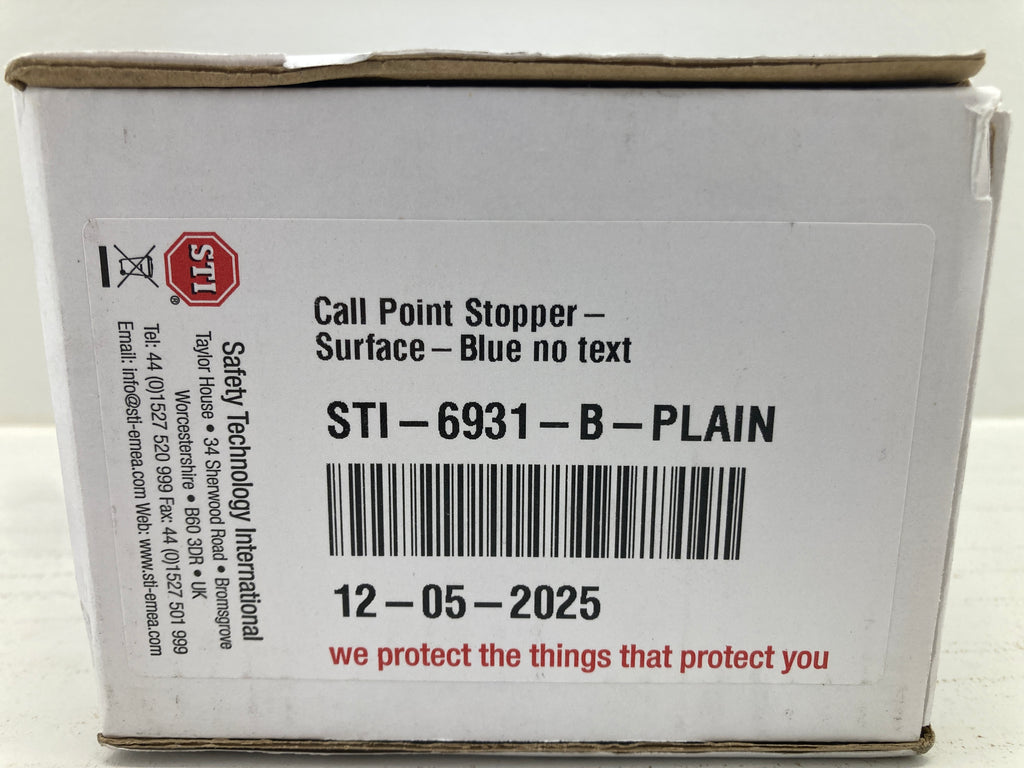 STI
®
Safety Technology International
Taylor House • 34 Sherwood Road • Bromsgrove
Worcestershire • B60 3DR • UK
Tel: 44 (0)1527 520 999 Fax: 44 (0)1527 501 999
Email: info@sti-emea.com Web: www.sti-emea.com
Call Point Stopper –
Surface – Blue no text
STI – 6931 – B – PLAIN
12 – 05 – 2025
we protect the things that protect you